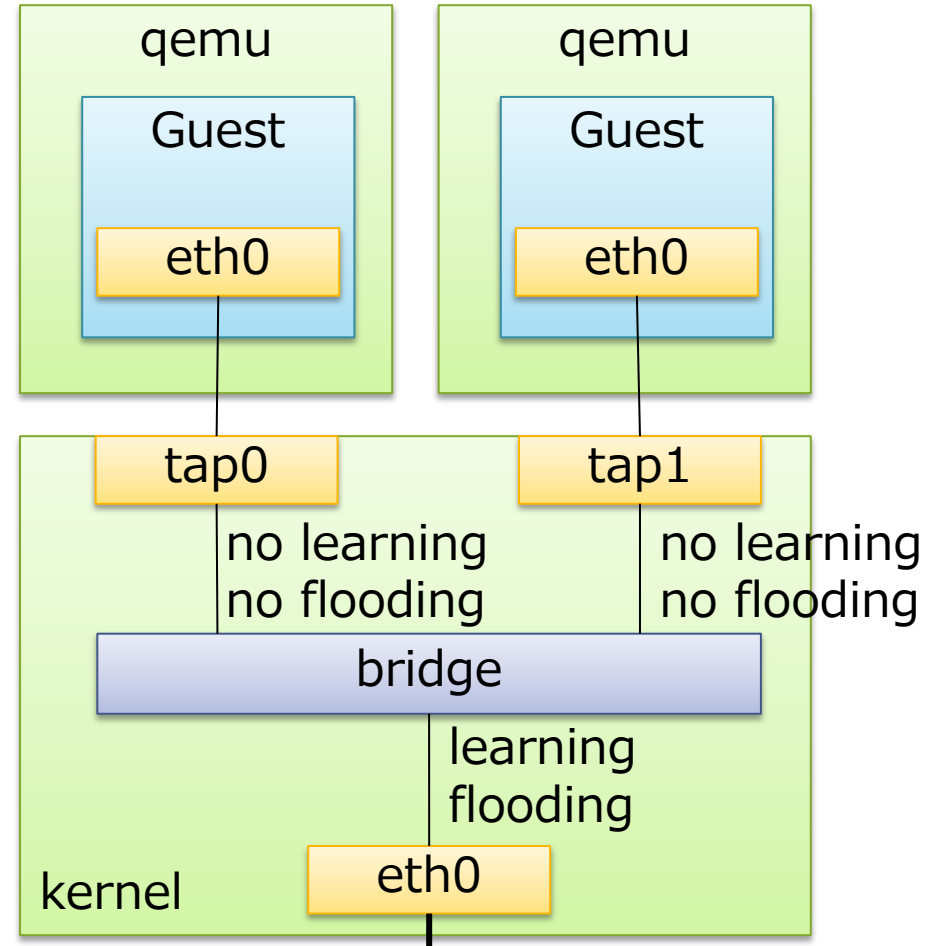 qemu
qemu
Guest
Guest
eth0
eth0
tap0
tap1
no learning
no flooding
no learning
no flooding
bridge
learning
flooding
eth0
kernel